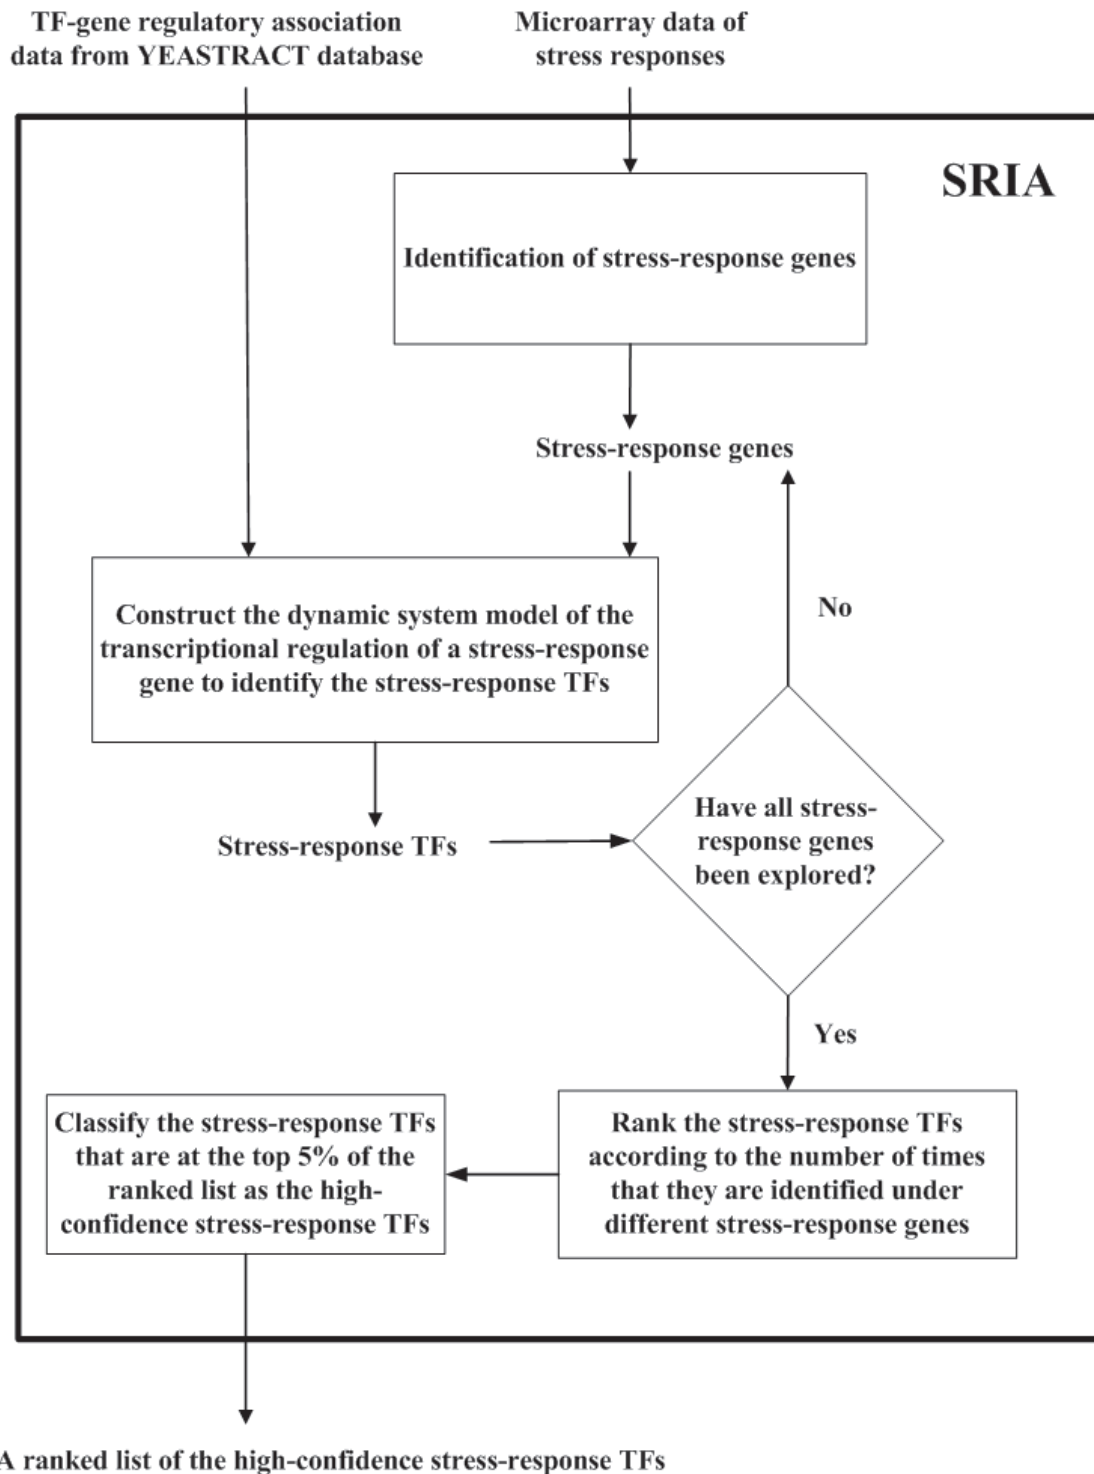 TF-gene regulatory association
data from YEASTRACT database
Microarray data of
stress responses
SRIA
Identification of stress-response genes
Stress-response genes
Construct the dynamic system model of the
transcriptional regulation of a stress-response
gene to identify the stress-response TFs
No
Stress-response TFs
Have all stress-
response genes
been explored?
Yes
Classify the stress-response TFs
that are at the top 5% of the
ranked list as the high-
confidence stress-response TFs
Rank the stress-response TFs
according to the number of times
that they are identified under
different stress-response genes
A ranked list of the high-confidence stress-response TFs